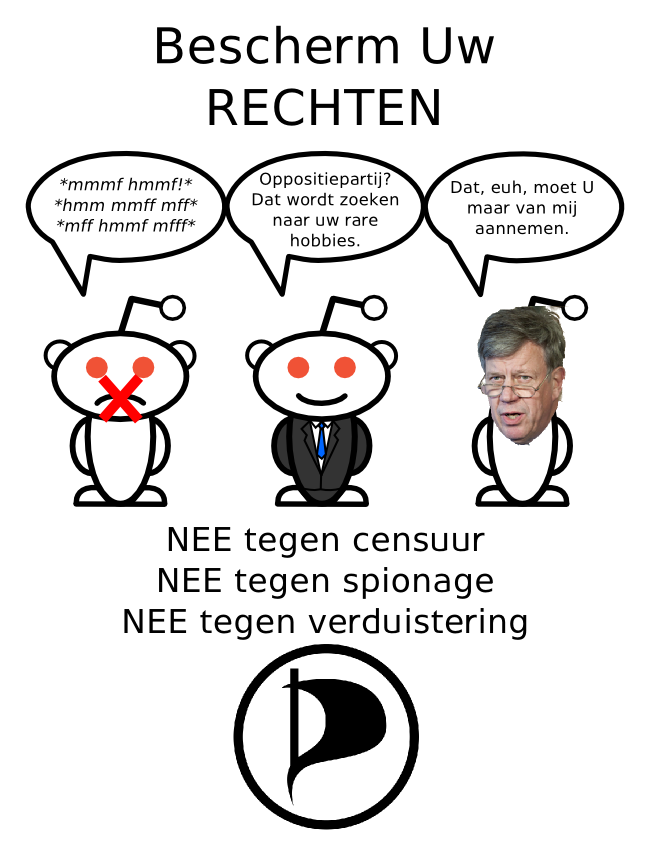 Bescherm Uw
RECHTEN
*mmmf hmmf!*
*hmm mmff mff*
*mff hmmf mfff*
Oppositiepartij?
Dat wordt zoeken
naar uw rare
hobbies.
Dat, euh, moet U
maar van mij
aannemen.
NEE tegen censuur
NEE tegen spionage
NEE tegen verduistering